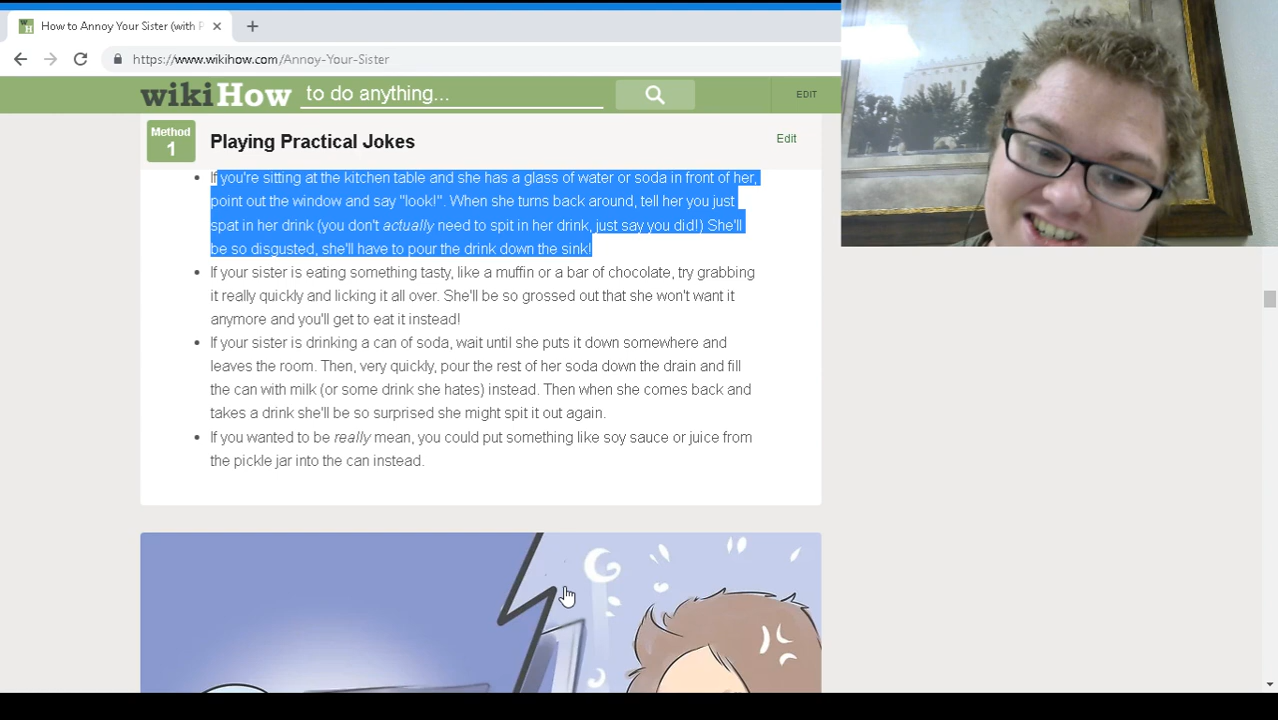 How to Annoy Your Sister (with
https://www.wikihow.com/Annoy-Your-Sister
wikiHow to do anything... EDIT
Method
1
Playing Practical Jokes Edit
If you're sitting at the kitchen table and she has a glass of water or soda in front of her,
point out the window and say "look!". When she turns back around, tell her you just
spat in her drink (you don't actually need to spit in her drink, just say you did!) She'll
be so disgusted, she'll have to pour the drink down the sink!
If your sister is eating something tasty, like a muffin or a bar of chocolate, try grabbing
it really quickly and licking it all over. She'll be so grossed out that she won't want it
anymore and you'll get to eat it instead!
If your sister is drinking a can of soda, wait until she puts it down somewhere and
leaves the room. Then, very quickly, pour the rest of her soda down the drain and fill
the can with milk (or some drink she hates) instead. Then when she comes back and
takes a drink she'll be so surprised she might spit it out again.
If you wanted to be really mean, you could put something like soy sauce or juice from
the pickle jar into the can instead.